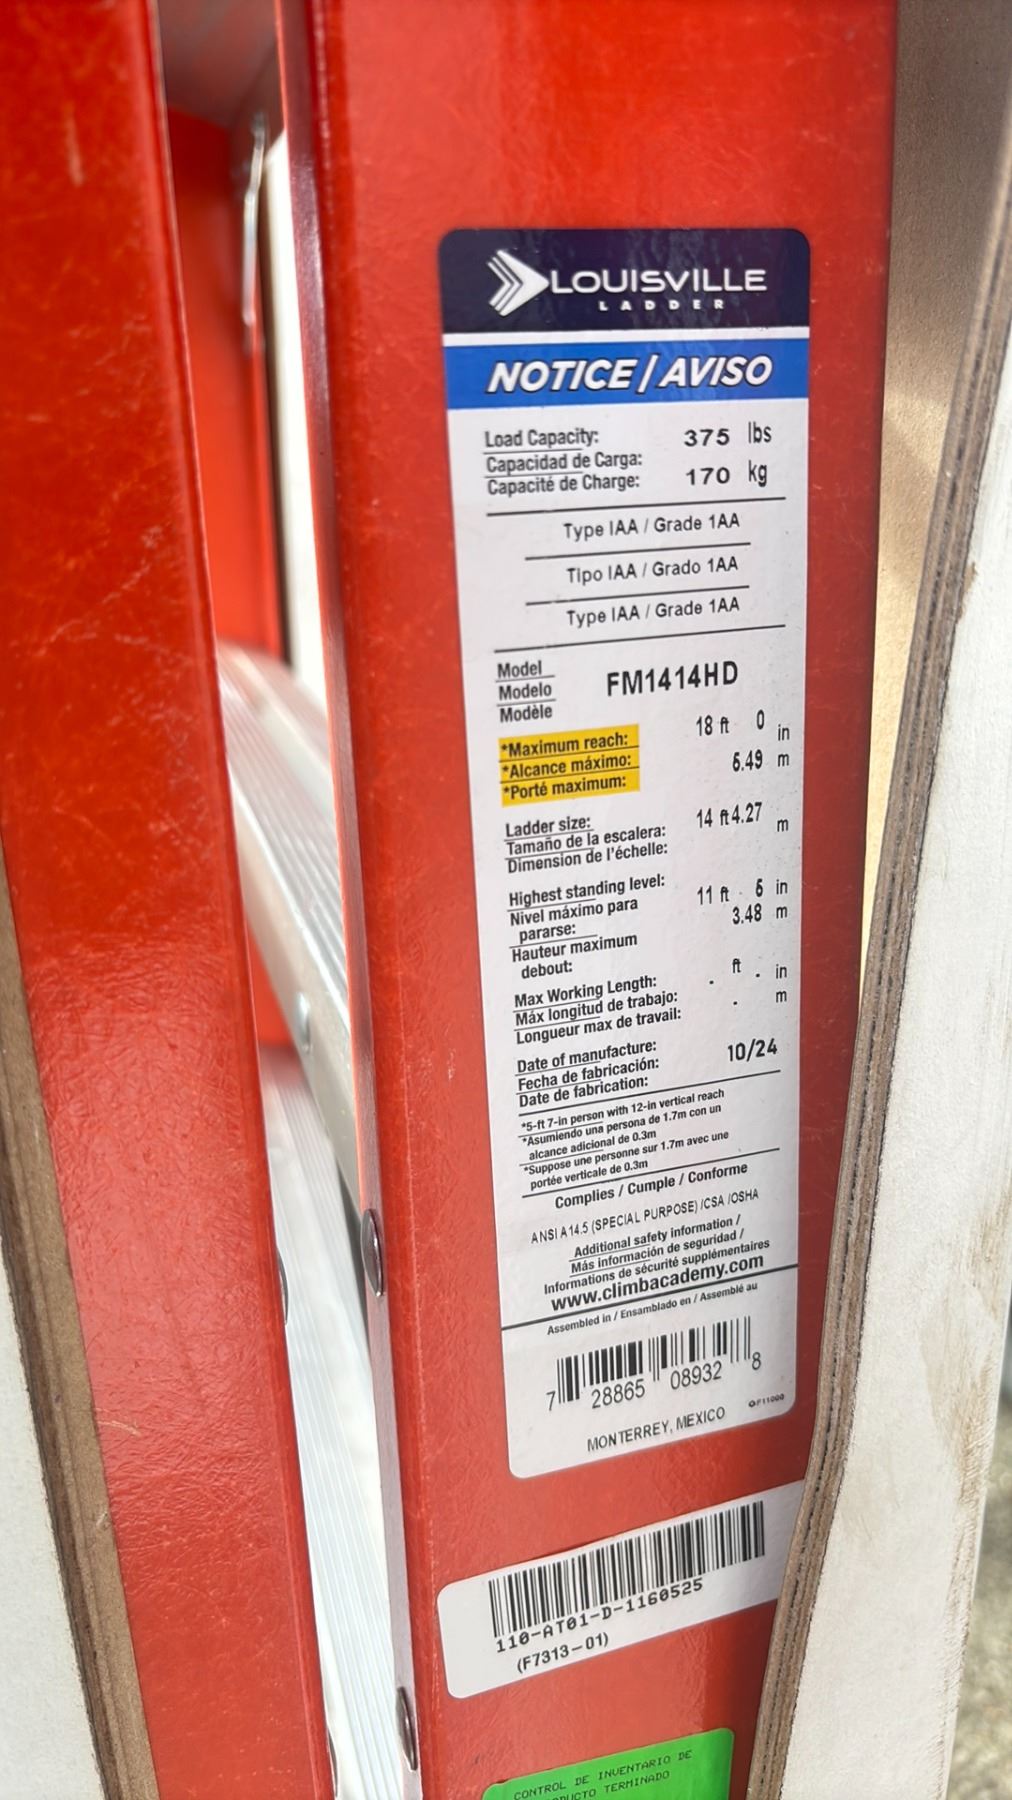 LOUISVILLE
LADDER
NOTICE / AVISO
Load Capacity: 375 lbs
Capacidad de Carga:
Capacité de Charge: 170 kg
Type IAA / Grade 1AA
Tipo IAA / Grado 1AA
Type IAA / Grade 1AA
Model
Modelo FM1414HD
Modèle
*Maximum reach: 18 ft 0 in
*Alcance máximo: 5.49 m
*Porté maximum:
Ladder size: 14 ft 4.27 m
Tamaño de la escalera:
Dimension de l'échelle:
Highest standing level: 11 ft 5 in
Nivel máximo para 3.48 m
pararse:
Hauteur maximum
debout:
Max Working Length: . ft . in
Máx longitud de trabajo: . m
Longueur max de travail:
Date of manufacture: 10/24
Fecha de fabricación:
Date de fabrication:
*5-ft 7-in person with 12-in vertical reach
*Asumiendo una persona de 1.7m con un
alcance adicional de 0.3m
*Suppose une personne sur 1.7m avec une
portée verticale de 0.3m
Complies / Cumple / Conforme
ANSI A14.5 (SPECIAL PURPOSE) /CSA /OSHA
Additional safety information /
Más información de seguridad /
Informations de sécurité supplémentaires
www.climbacademy.com
Assembled in / Ensamblado en / Assemblé au
7 28865 08932 8
MONTERREY, MEXICO
110-AT01-D-1160525
(F7313-01)
CONTROL DE INVENTARIO DE
TERMINADO